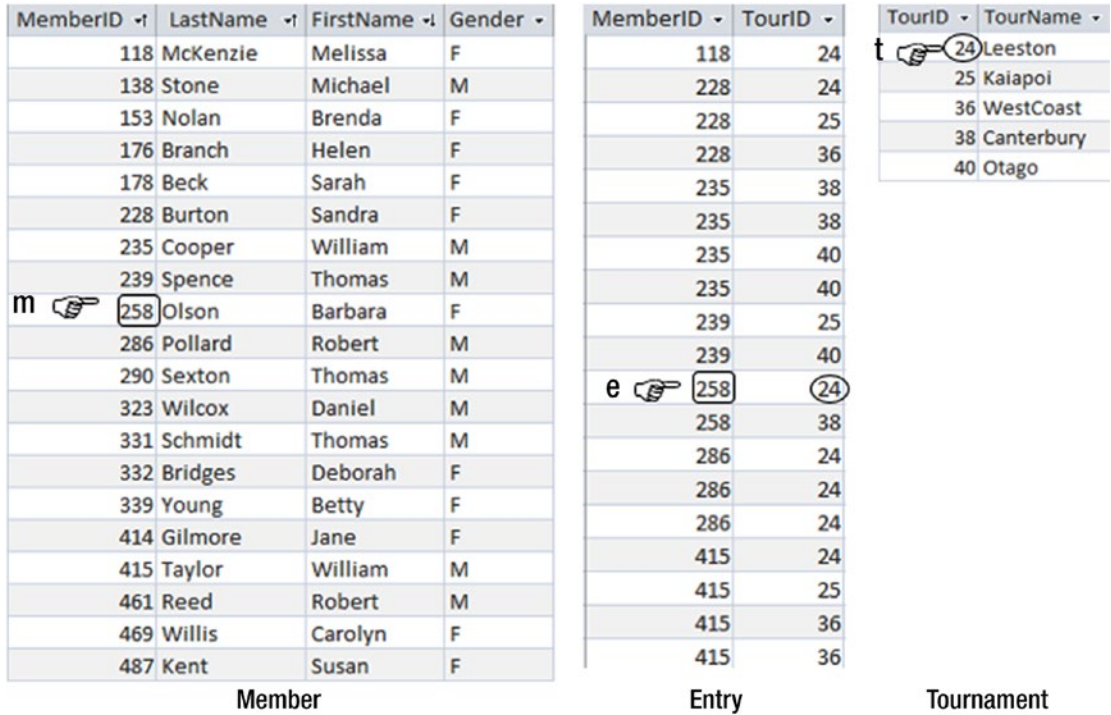 MemberID LastName FirstName Gender
118 McKenzie Melissa F
138 Stone Michael M
153 Nolan Brenda F
176 Branch Helen F
178 Beck Sarah F
228 Burton Sandra F
235 Cooper William M
239 Spence Thomas M
m 258 Olson Barbara F
286 Pollard Robert M
290 Sexton Thomas M
323 Wilcox Daniel M
331 Schmidt Thomas M
332 Bridges Deborah F
339 Young Betty F
414 Gilmore Jane F
415 Taylor William M
461 Reed Robert M
469 Willis Carolyn F
487 Kent Susan F
Member
MemberID TourID
118 24
228 24
228 25
228 36
235 38
235 38
235 40
235 40
239 25
239 40
e 258 24
258 38
286 24
286 24
286 24
415 24
415 25
415 36
415 36
Entry
TourID TourName
t 24 Leeston
25 Kaiapoi
36 WestCoast
38 Canterbury
40 Otago
Tournament